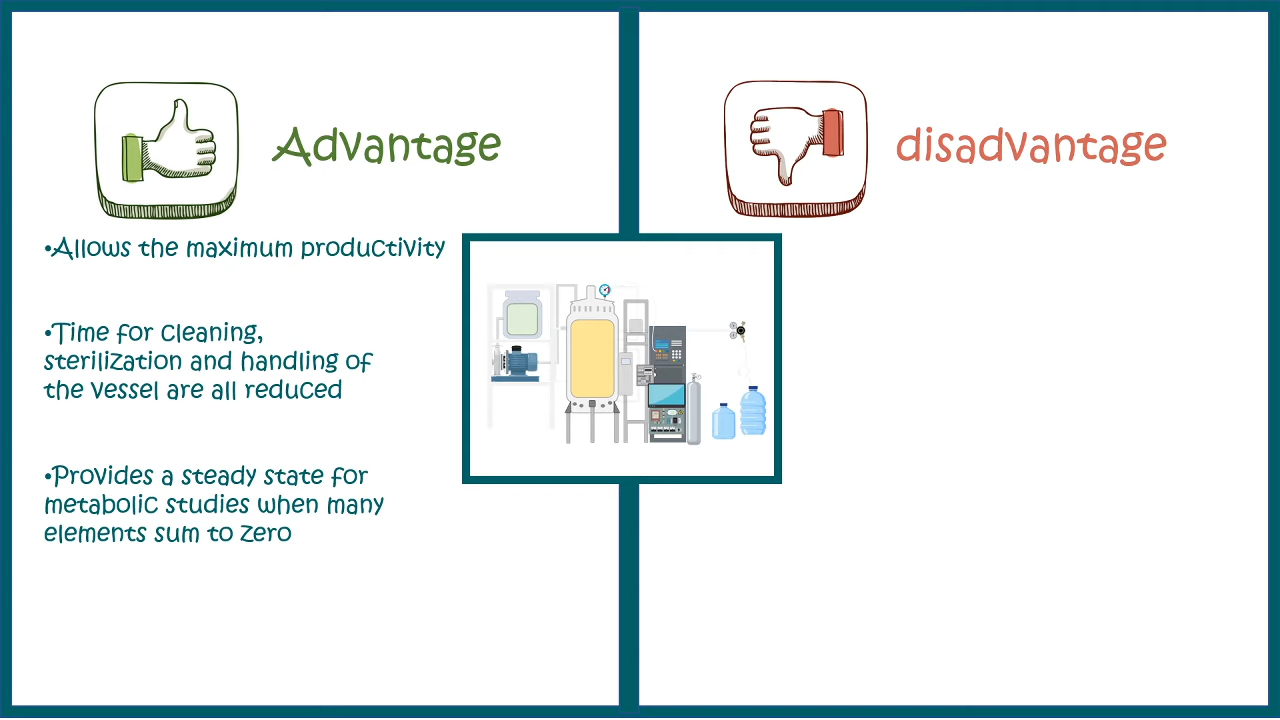 Advantage
disadvantage
•Allows the maximum productivity
•Time for cleaning,
sterilization and handling of
the vessel are all reduced
•Provides a steady state for
metabolic studies when many
elements sum to zero